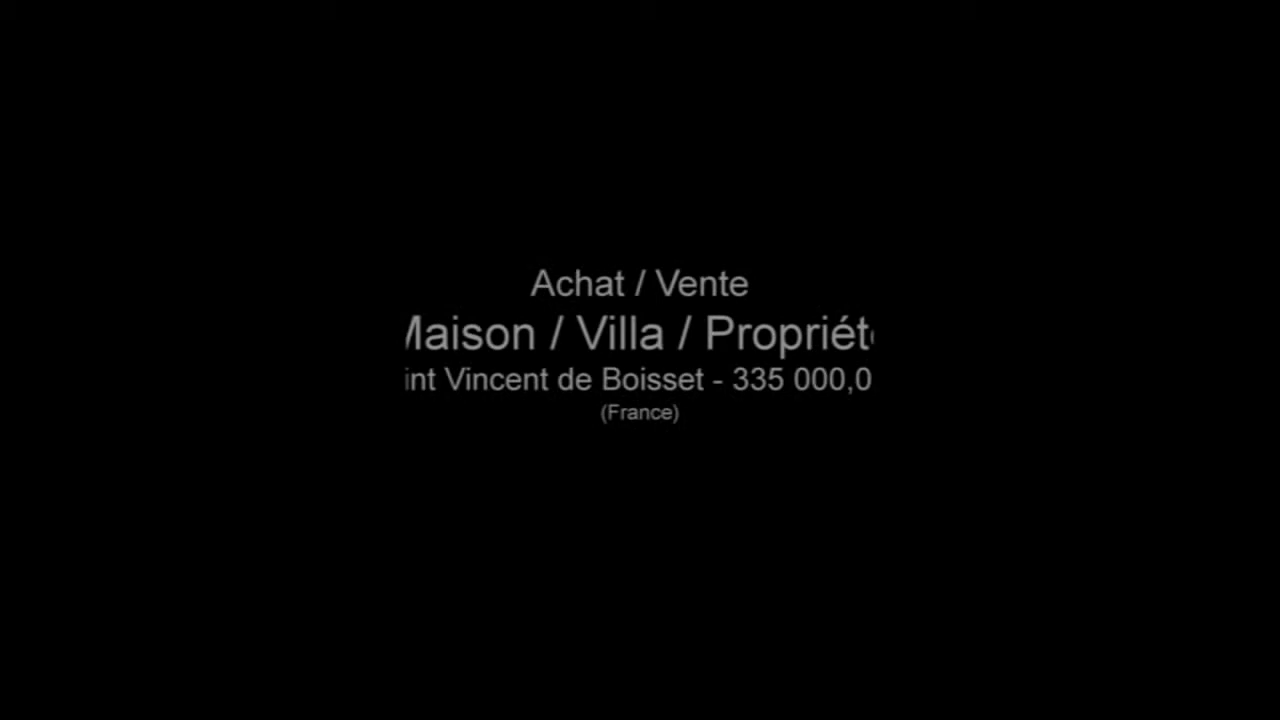 Achat / Vente
Maison / Villa / Propriét
int Vincent de Boisset - 335 000,0
(France)